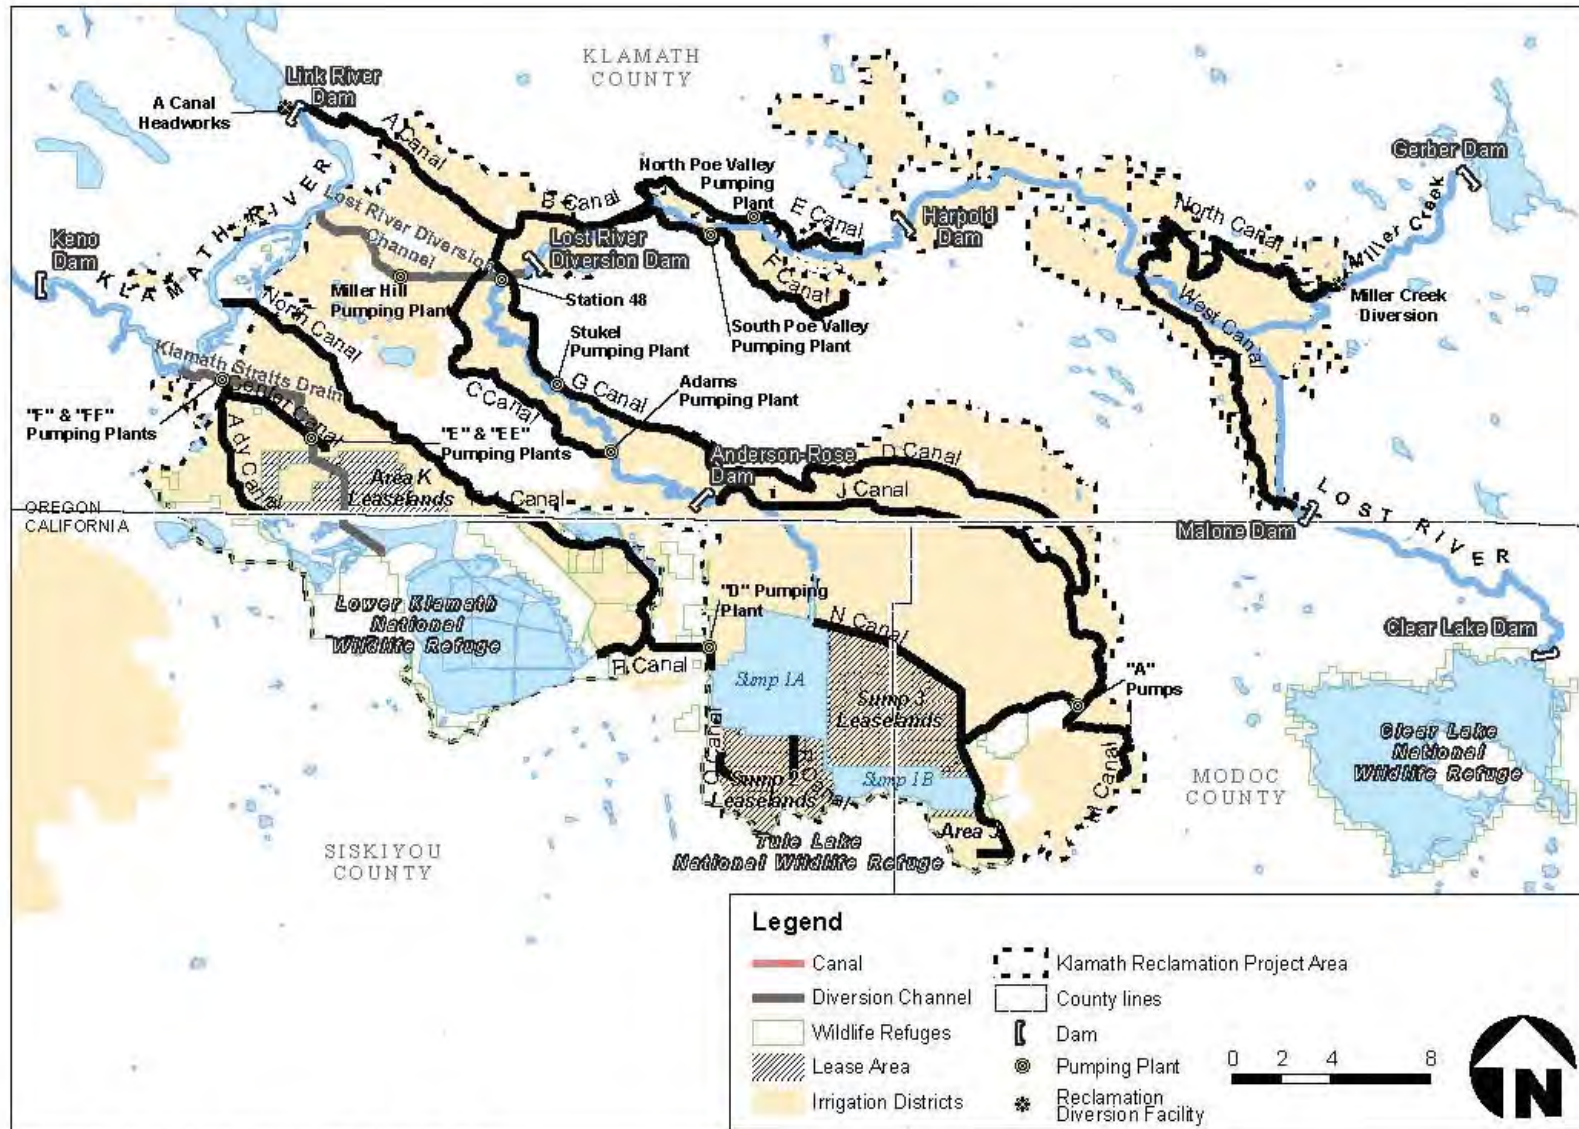 KLAMATH
COUNTY
Link River
Dam
A Canal
Headworks
A Canal
KLAMATH RIVER
Keno
Dam
Lost River Diversion
Channel
Miller Hill
Pumping Plant
B Canal
Lost River
Diversion Dam
Station 48
North Poe Valley
Pumping
Plant
E Canal
F Canal
South Poe Valley
Pumping Plant
Harpold
Dam
Gerber Dam
North Canal
Miller Creek
Miller Creek
Diversion
West Canal
North Canal
Stukel
Pumping Plant
G Canal
C Canal
Adams
Pumping Plant
Klamath Straits Drain
Center Canal
"F" & "FF"
Pumping Plants
Ady Canal
"E" & "EE"
Pumping Plants
Area K
Leaselands
Canal
Anderson-Rose
Dam
D Canal
J Canal
OREGON
CALIFORNIA
Malone Dam
LOST RIVER
Clear Lake Dam
Lower Klamath
National
Wildlife Refuge
"D" Pumping
Plant
N Canal
Canal
Sump 1A
Sump 3
Leaselands
"A"
Pumps
Canal
Canal
R Canal
Sump 2
Leaselands
Sump 1B
Area J
Tule Lake
National Wildlife Refuge
Clear Lake
National
Wildlife Refuge
MODOC
COUNTY
SISKIYOU
COUNTY
Legend
Canal
Diversion Channel
Wildlife Refuges
Lease Area
Irrigation Districts
Klamath Reclamation Project Area
County lines
Dam
Pumping Plant
Reclamation
Diversion Facility
0 2 4 8
N